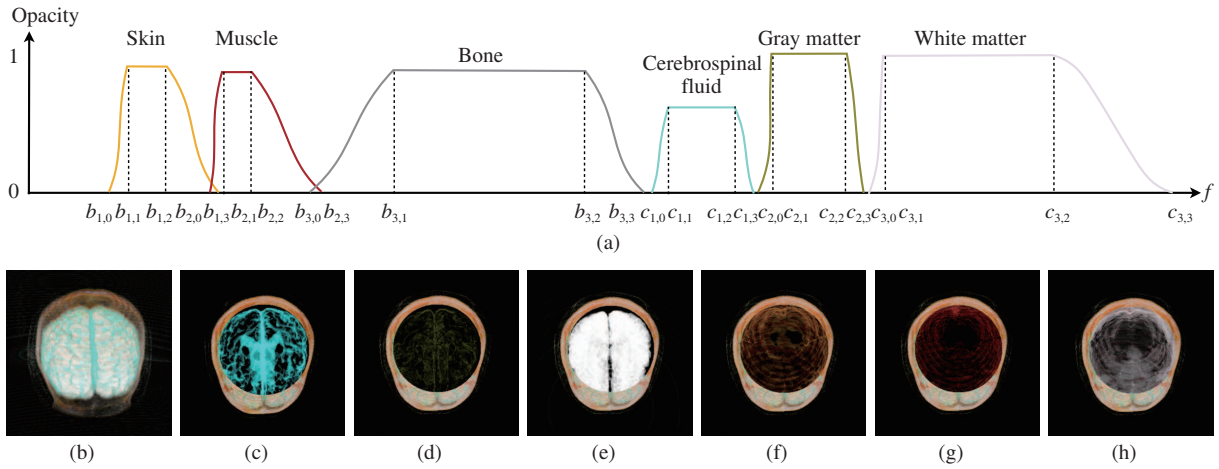 Opacity
Skin Muscle Bone Cerebrospinal fluid Gray matter White matter
1
0
b1,0 b1,1 b1,2 b2,0 b1,3 b2,1 b2,2 b3,0 b2,3 b3,1 b3,2 b3,3 c1,0 c1,1 c1,2 c1,3 c2,0 c2,1 c2,2 c2,3 c3,0 c3,1 c3,2 c3,3 f
(a)
(b) (c) (d) (e) (f) (g) (h)